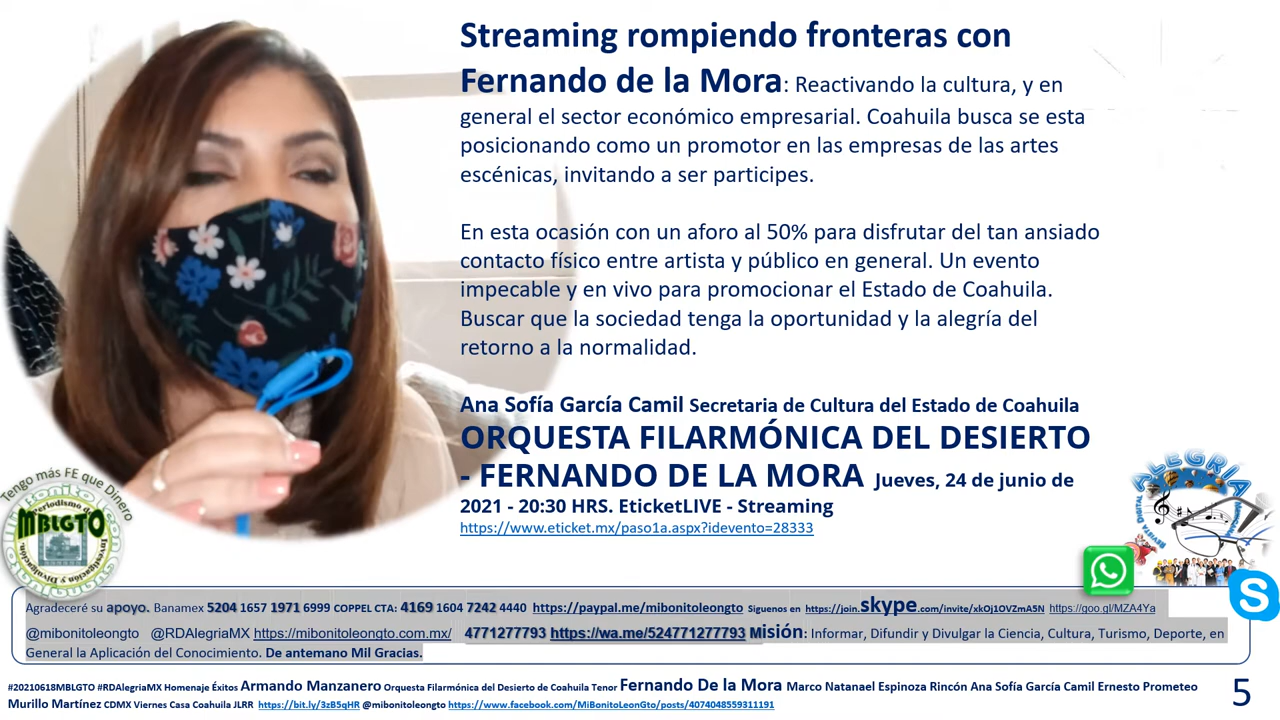 Streaming rompiendo fronteras con
Fernando de la Mora: Reactivando la cultura, y en
general el sector económico empresarial. Coahuila busca se esta
posicionando como un promotor en las empresas de las artes
escénicas, invitando a ser participes.
En esta ocasión con un aforo al 50% para disfrutar del tan ansiado
contacto físico entre artista y público en general. Un evento
impecable y en vivo para promocionar el Estado de Coahuila.
Buscar que la sociedad tenga la oportunidad y la alegría del
retorno a la normalidad.
Ana Sofía García Camil Secretaria de Cultura del Estado de Coahuila
ORQUESTA FILARMÓNICA DEL DESIERTO
- FERNANDO DE LA MORA Jueves, 24 de junio de
2021 - 20:30 HRS. EticketLIVE - Streaming
https://www.eticket.mx/paso1a.aspx?idevento=28333
Tengo más FE que Dinero
Periodismo de
MBLGTO
Investigación y Divulgación
ALEGRIA
REVISTA DIGITAL
Agradeceré su apoyo. Banamex 5204 1657 1971 6999 COPPEL CTA: 4169 1604 7242 4440 https://paypal.me/mibonitoleongto Siguenos en https://join.skype.com/invite/xkOj1OVZmA5N https://goo.gl/MZA4Ya
@mibonitoleongto @RDAlegriaMX https://mibonitoleongto.com.mx/ 4771277793 https://wa.me/524771277793 Misión: Informar, Difundir y Divulgar la Ciencia, Cultura, Turismo, Deporte, en
General la Aplicación del Conocimiento. De antemano Mil Gracias.
#20210618MBLGTO #RDAlegriaMX Homenaje Éxitos Armando Manzanero Orquesta Filarmónica del Desierto de Coahuila Tenor Fernando De la Mora Marco Natanael Espinoza Rincón Ana Sofía García Camil Ernesto Prometeo
Murillo Martínez CDMX Viernes Casa Coahuila JLRR https://bit.ly/3zB5qHR @mibonitoleongto https://www.facebook.com/MiBonitoLeonGto/posts/4074048559311191
5